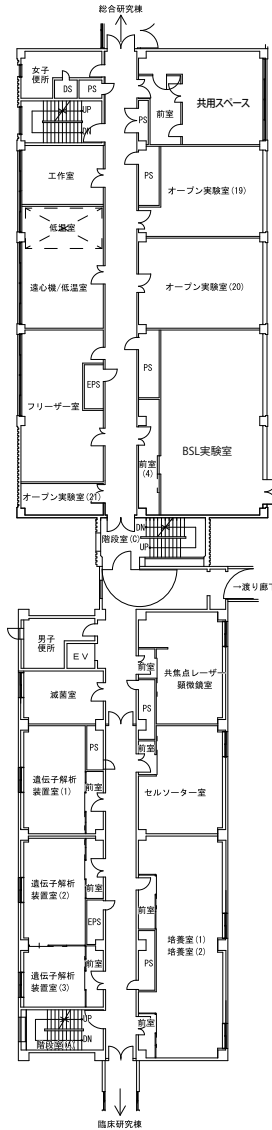 総合研究棟
女子
便所
DS
PS
UP
DN
PS
前室
共用スペース
工作室
PS
オープン実験室(19)
低温室
遠心機/低温室
オープン実験室(20)
EPS
フリーザー室
PS
前室
(4)
BSL実験室
オープン実験室(21)
階段室(C)
DN
UP
→渡り廊下
男子
便所
EV
前室
共焦点レーザー
顕微鏡室
滅菌室
PS
前室
PS
遺伝子解析
装置室(1)
前室
セルソーター室
遺伝子解析
装置室(2)
前室
EPS
前室
培養室(1)
培養室(2)
PS
遺伝子解析
装置室(3)
前室
前室
UP
DN
階段室(A)
臨床研究棟